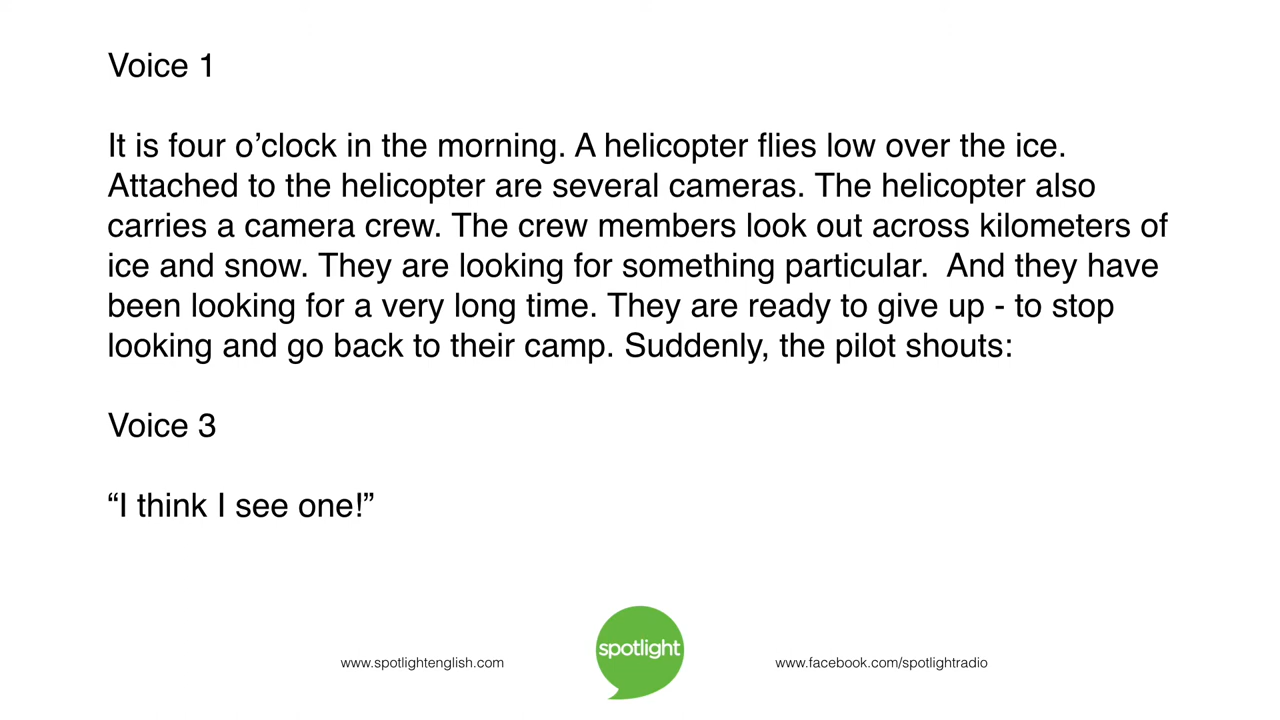 Voice 1
It is four o’clock in the morning. A helicopter flies low over the ice.
Attached to the helicopter are several cameras. The helicopter also
carries a camera crew. The crew members look out across kilometers of
ice and snow. They are looking for something particular.  And they have
been looking for a very long time. They are ready to give up - to stop
looking and go back to their camp. Suddenly, the pilot shouts:
Voice 3
“I think I see one!”
spotlight
www.spotlightenglish.com
www.facebook.com/spotlightradio